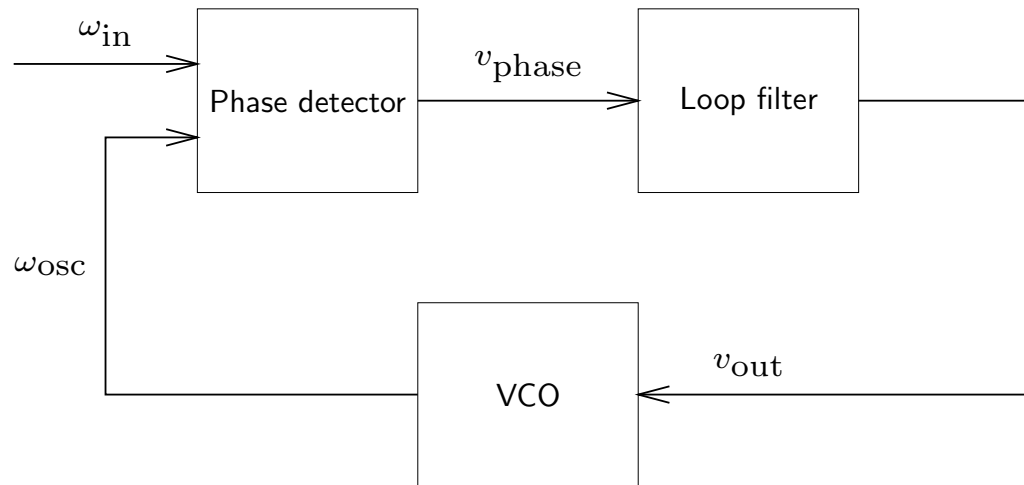 ω_in
v_phase
Phase detector
Loop filter
ω_osc
v_out
VCO